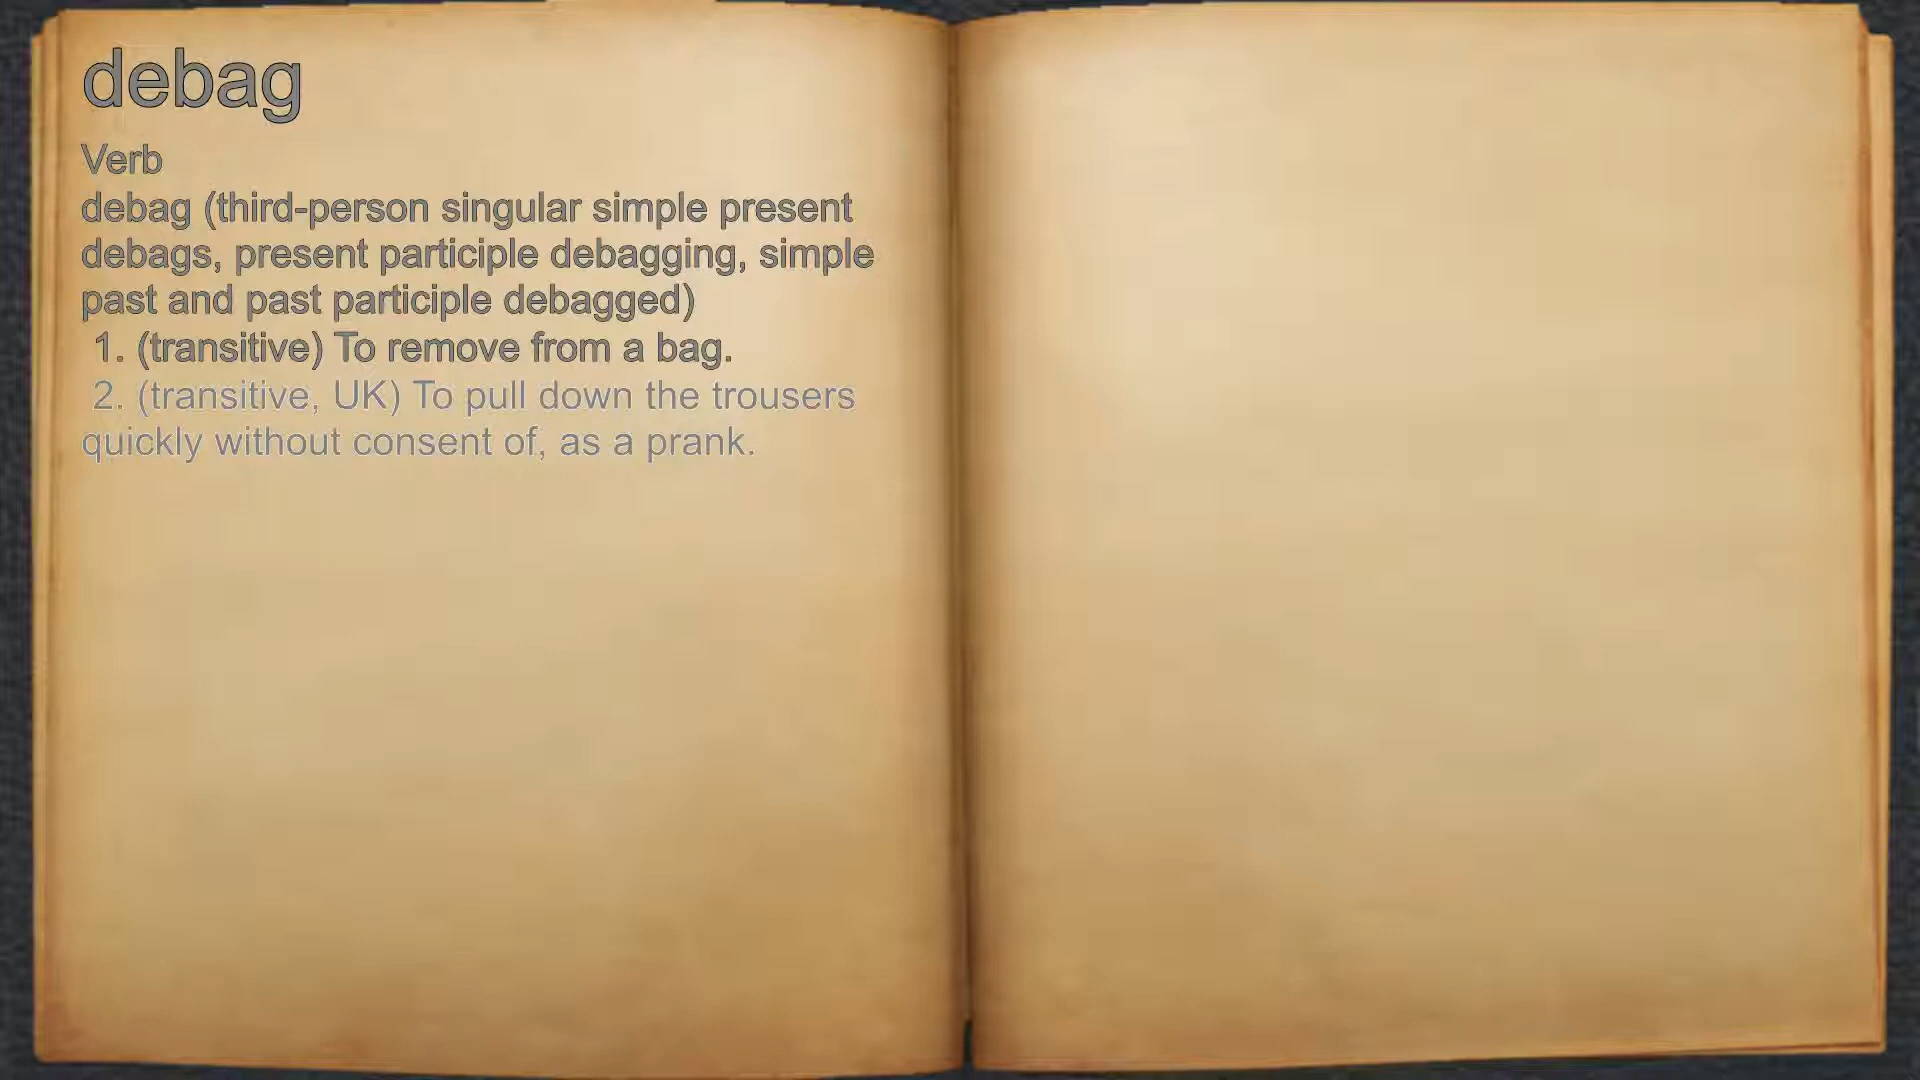 debag
Verb
debag (third-person singular simple present
debags, present participle debagging, simple
past and past participle debagged)
1. (transitive) To remove from a bag.
2. (transitive, UK) To pull down the trousers
quickly without consent of, as a prank.